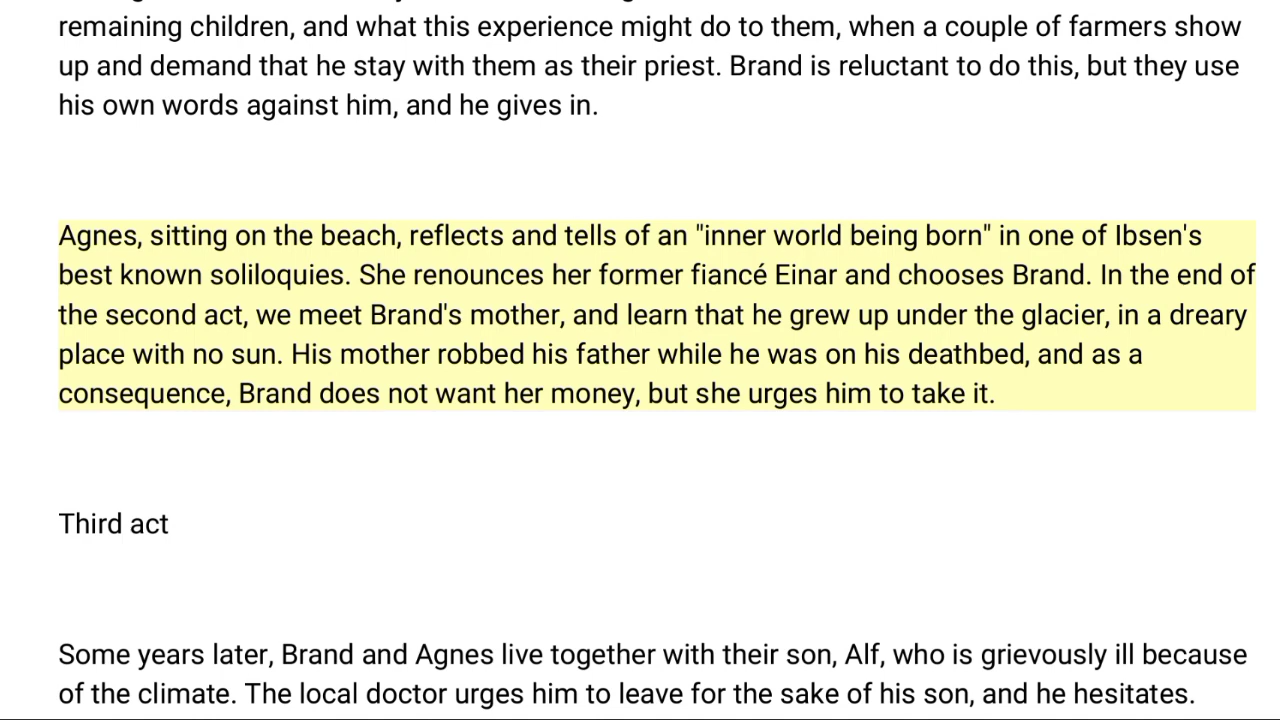 remaining children, and what this experience might do to them, when a couple of farmers show
up and demand that he stay with them as their priest. Brand is reluctant to do this, but they use
his own words against him, and he gives in.
Agnes, sitting on the beach, reflects and tells of an "inner world being born" in one of Ibsen's
best known soliloquies. She renounces her former fiancé Einar and chooses Brand. In the end of
the second act, we meet Brand's mother, and learn that he grew up under the glacier, in a dreary
place with no sun. His mother robbed his father while he was on his deathbed, and as a
consequence, Brand does not want her money, but she urges him to take it.
Third act
Some years later, Brand and Agnes live together with their son, Alf, who is grievously ill because
of the climate. The local doctor urges him to leave for the sake of his son, and he hesitates.